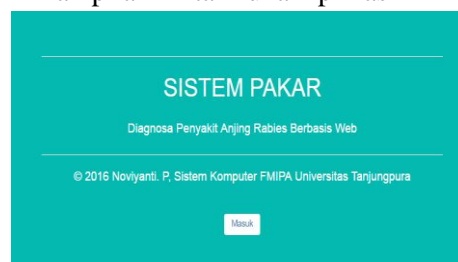 SISTEM PAKAR
Diagnosa Penyakit Anjing Rabies Berbasis Web
© 2016 Noviyanti. P, Sistem Komputer FMIPA Universitas Tanjungpura
Masuk